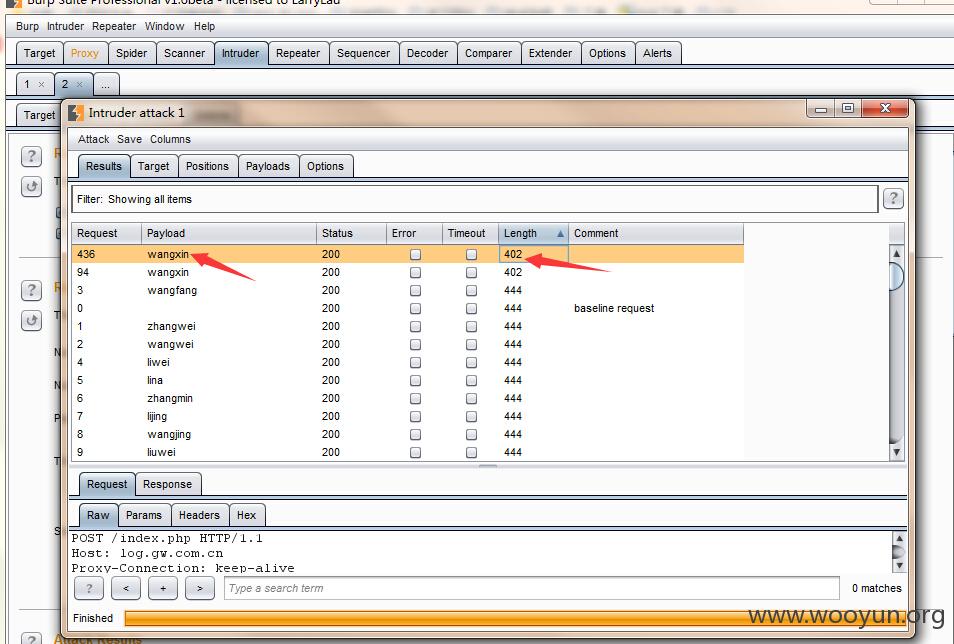 Burp Suite Professional v1.6beta - licensed to LarryLau
Burp Intruder Repeater Window Help
Target Proxy Spider Scanner Intruder Repeater Sequencer Decoder Comparer Extender Options Alerts
1 × 2 × ...
Target
Intruder attack 1
Attack Save Columns
Results Target Positions Payloads Options
Filter: Showing all items ?
Request Payload Status Error Timeout Length Comment
436 wangxin 200 402
94 wangxin 200 402
3 wangfang 200 444
0 200 444 baseline request
1 zhangwei 200 444
2 wangwei 200 444
4 liwei 200 444
5 lina 200 444
6 zhangmin 200 444
7 lijing 200 444
8 wangjing 200 444
9 liuwei 200 444
Request Response
Raw Params Headers Hex
POST /index.php HTTP/1.1
Host: log.gw.com.cn
Proxy-Connection: keep-alive
? < + > Type a search term 0 matches
Finished
www.wooyun.org
Attack Results